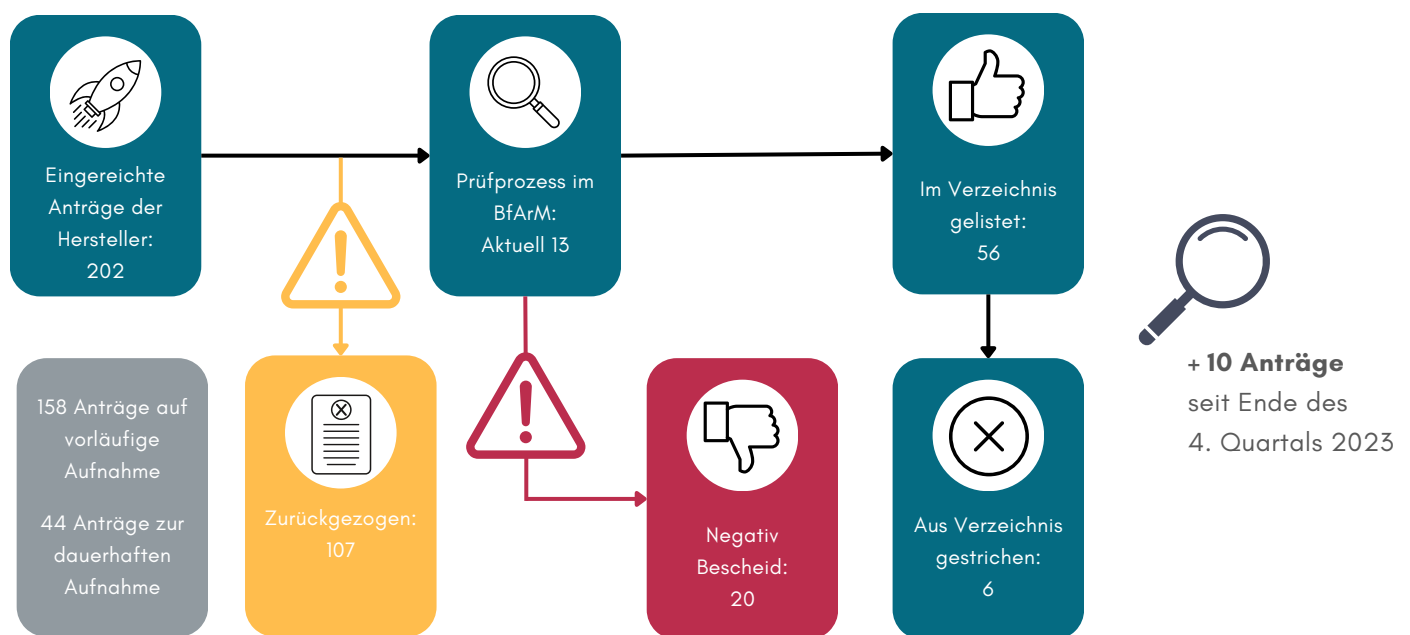 Eingereichte
Anträge der
Hersteller:
202
Prüfprozess im
BfArM:
Aktuell 13
Im Verzeichnis
gelistet:
56
158 Anträge auf
vorläufige
Aufnahme
44 Anträge zur
dauerhaften
Aufnahme
Zurückgezogen:
107
Negativ
Bescheid:
20
Aus Verzeichnis
gestrichen:
6
+ 10 Anträge
seit Ende des
4. Quartals 2023